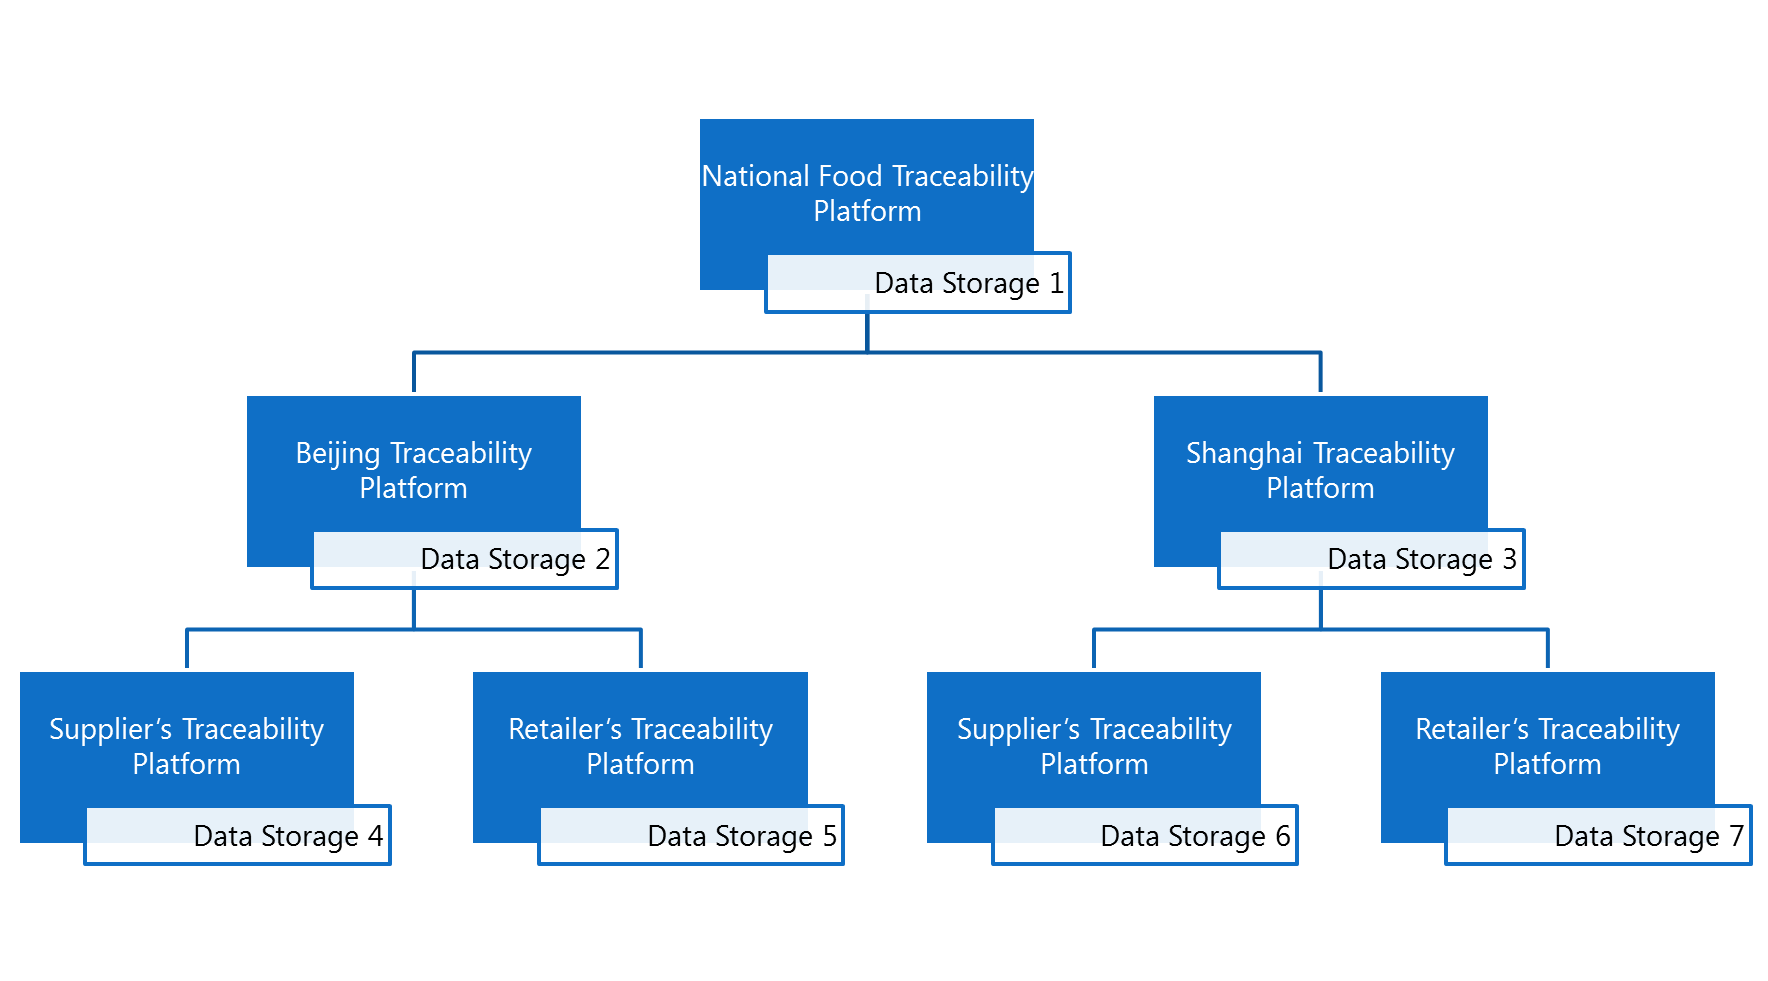 National Food Traceability
Platform
Data Storage 1
Beijing Traceability
Platform
Data Storage 2
Shanghai Traceability
Platform
Data Storage 3
Supplier’s Traceability
Platform
Data Storage 4
Retailer’s Traceability
Platform
Data Storage 5
Supplier’s Traceability
Platform
Data Storage 6
Retailer’s Traceability
Platform
Data Storage 7